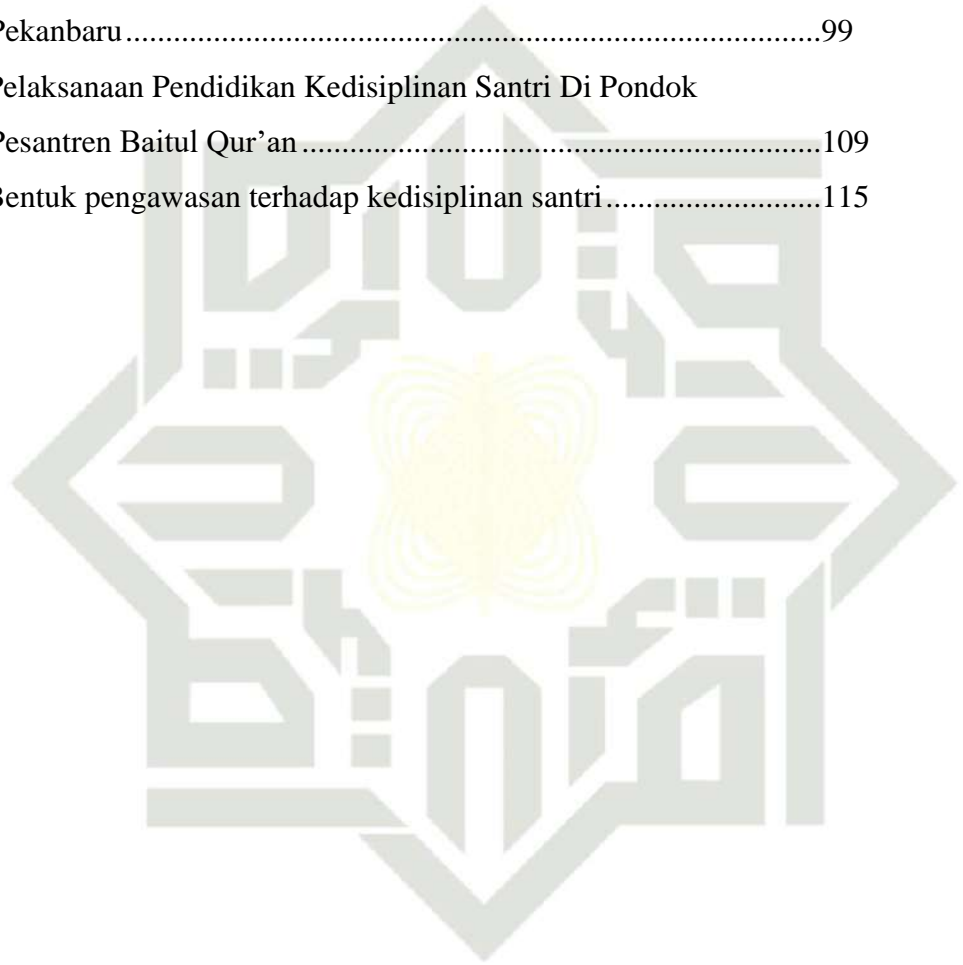 Pekanbaru...........................................................................99
Pelaksanaan Pendidikan Kedisiplinan Santri Di Pondok
Pesantren Baitul Qur’an........................................................109
Bentuk pengawasan terhadap kedisiplinan santri.......................115